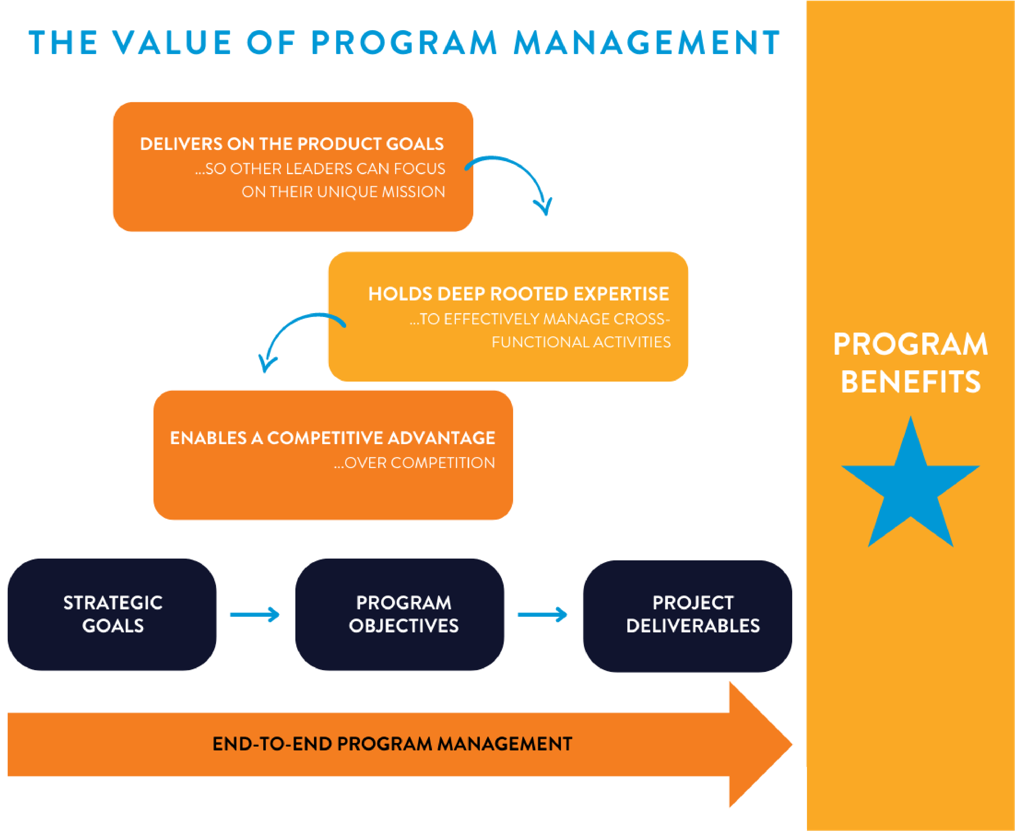 THE VALUE OF PROGRAM MANAGEMENT
DELIVERS ON THE PRODUCT GOALS
...SO OTHER LEADERS CAN FOCUS
ON THEIR UNIQUE MISSION
HOLDS DEEP ROOTED EXPERTISE
...TO EFFECTIVELY MANAGE CROSS-
FUNCTIONAL ACTIVITIES
ENABLES A COMPETITIVE ADVANTAGE
...OVER COMPETITION
STRATEGIC
GOALS
PROGRAM
OBJECTIVES
PROJECT
DELIVERABLES
END-TO-END PROGRAM MANAGEMENT
PROGRAM
BENEFITS